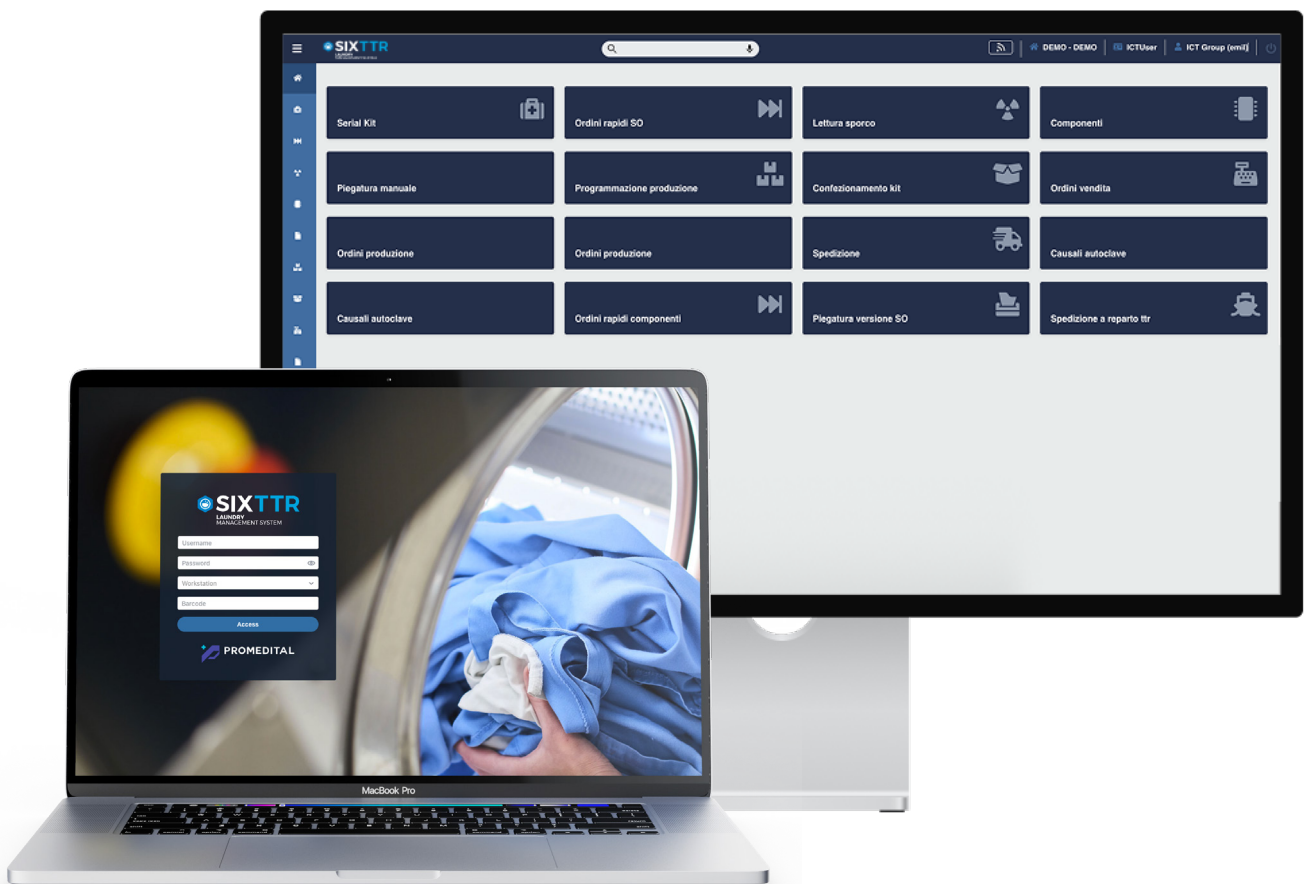 SIXTTR
LAUNDRY
DEMO - DEMO
ICTUser
ICT Group (emil)
Serial Kit
Ordini rapidi SO
Lettura sporco
Componenti
Piegatura manuale
Programmazione produzione
Confezionamento kit
Ordini vendita
Ordini produzione
Ordini produzione
Spedizione
Causali autoclave
Causali autoclave
Ordini rapidi componenti
Piegatura versione SO
Spedizione a reparto ttr
SIXTTR
LAUNDRY
MANAGEMENT SYSTEM
Username
Password
Workstation
Barcode
Access
PROMEDITAL
MacBook Pro